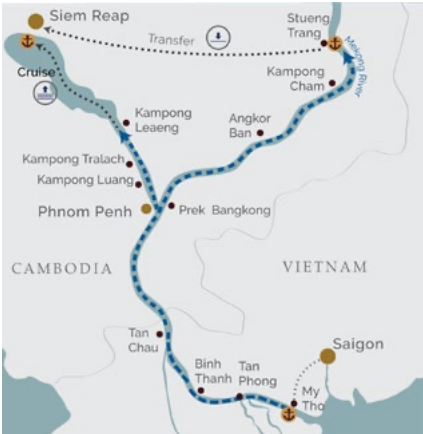 Siem Reap
Stueng
Trang
Transfer
Mekong River
Cruise
Kampong
Cham
Kampong
Leaeng
Angkor
Ban
Kampong Tralach
Kampong Luang
Phnom Penh
Prek Bangkong
CAMBODIA
VIETNAM
Tan
Chau
Saigon
Binh
Thanh
Tan
Phong
My
Tho